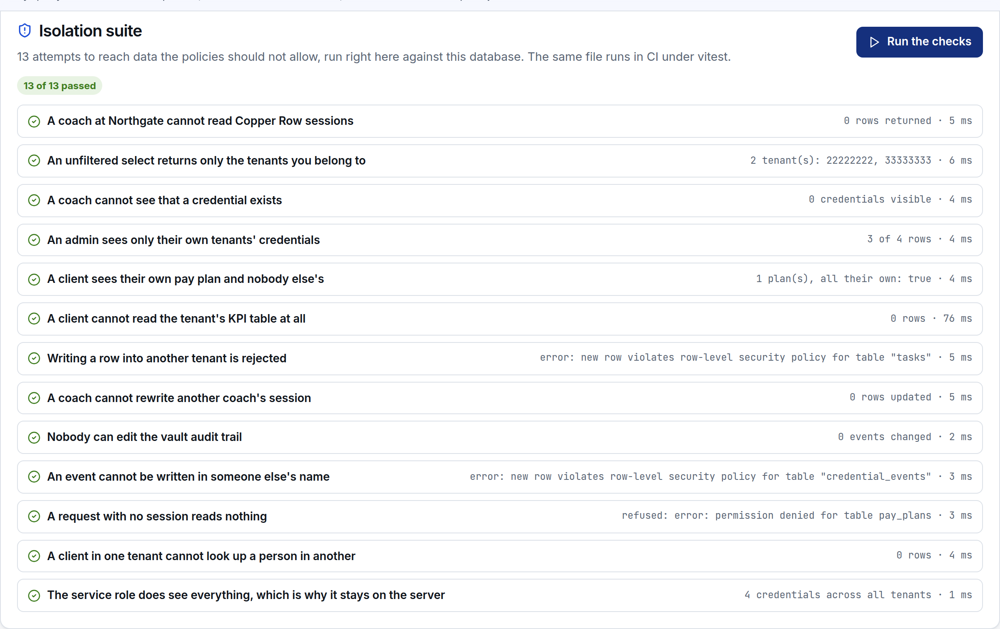 Isolation suite
Run the checks
13 attempts to reach data the policies should not allow, run right here against this database. The same file runs in CI under vitest.
13 of 13 passed
A coach at Northgate cannot read Copper Row sessions 0 rows returned · 5 ms
An unfiltered select returns only the tenants you belong to 2 tenant(s): 22222222, 33333333 · 6 ms
A coach cannot see that a credential exists 0 credentials visible · 4 ms
An admin sees only their own tenants' credentials 3 of 4 rows · 4 ms
A client sees their own pay plan and nobody else's 1 plan(s), all their own: true · 4 ms
A client cannot read the tenant's KPI table at all 0 rows · 76 ms
Writing a row into another tenant is rejected error: new row violates row-level security policy for table "tasks" · 5 ms
A coach cannot rewrite another coach's session 0 rows updated · 5 ms
Nobody can edit the vault audit trail 0 events changed · 2 ms
An event cannot be written in someone else's name error: new row violates row-level security policy for table "credential_events" · 3 ms
A request with no session reads nothing refused: error: permission denied for table pay_plans · 3 ms
A client in one tenant cannot look up a person in another 0 rows · 4 ms
The service role does see everything, which is why it stays on the server 4 credentials across all tenants · 1 ms